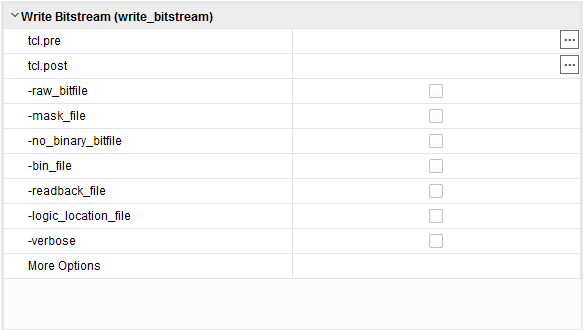 Write Bitstream (write_bitstream)
tcl.pre
tcl.post
-raw_bitfile
-mask_file
-no_binary_bitfile
-bin_file
-readback_file
-logic_location_file
-verbose
More Options